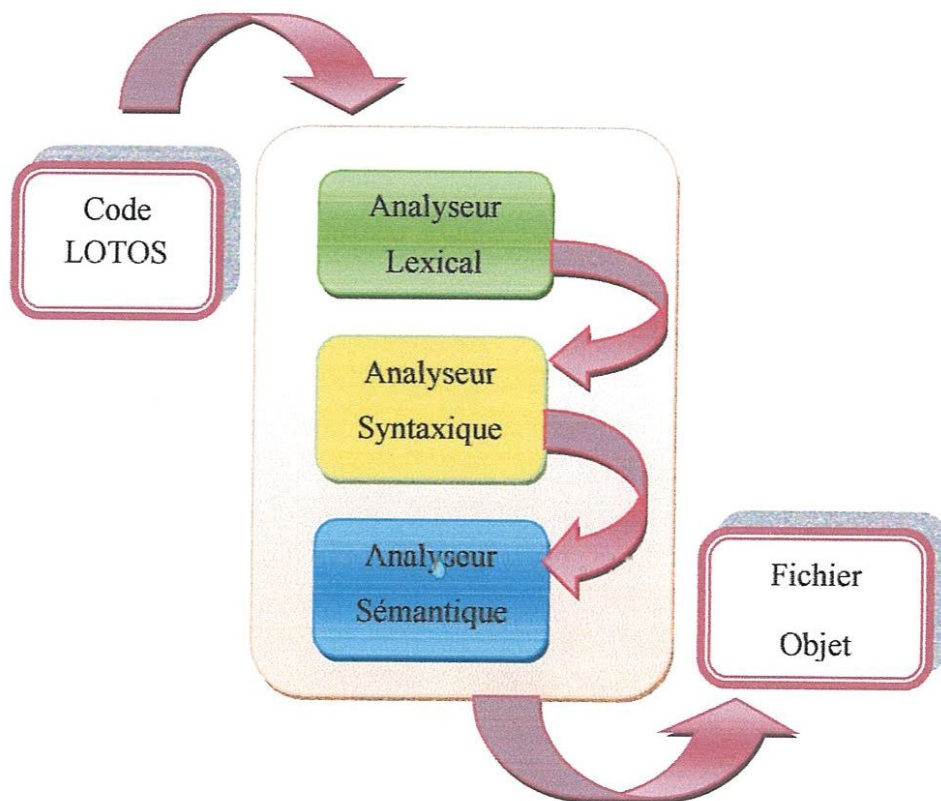 Code
LOTOS
Analyseur
Lexical
Analyseur
Syntaxique
Analyseur
Sémantique
Fichier
Objet